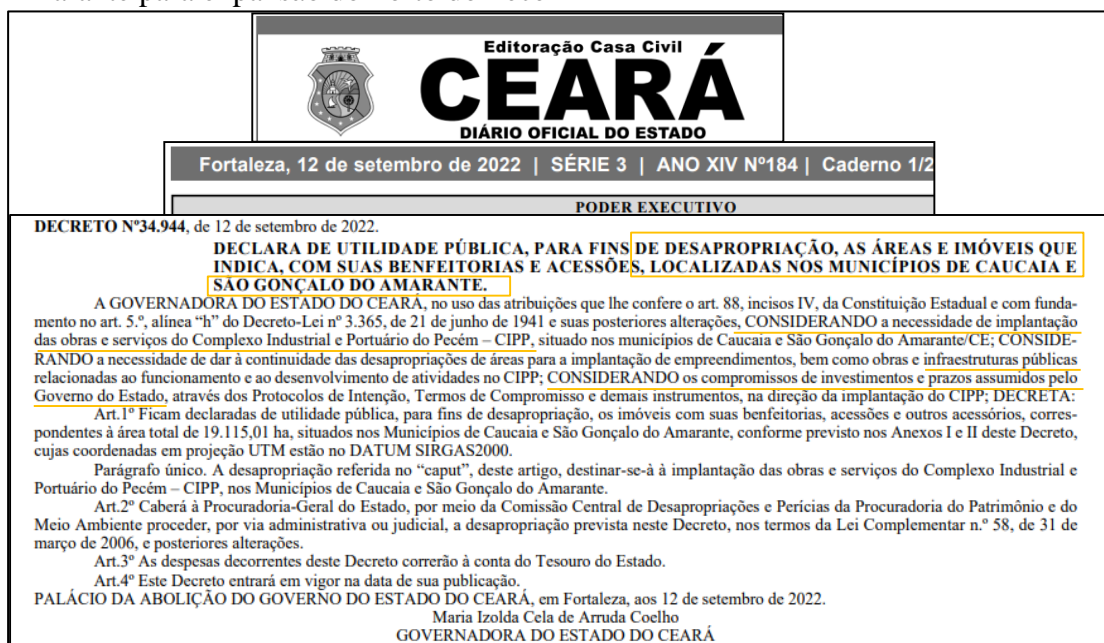 Editoração Casa Civil
CEARÁ
DIÁRIO OFICIAL DO ESTADO
Fortaleza, 12 de setembro de 2022 | SÉRIE 3 | ANO XIV Nº184 | Caderno 1/2
PODER EXECUTIVO
DECRETO Nº34.944, de 12 de setembro de 2022.
DECLARA DE UTILIDADE PÚBLICA, PARA FINS DE DESAPROPRIAÇÃO, AS ÁREAS E IMÓVEIS QUE
INDICA, COM SUAS BENFEITORIAS E ACESSÕES, LOCALIZADAS NOS MUNICÍPIOS DE CAUCAIA E
SÃO GONÇALO DO AMARANTE.
A GOVERNADORA DO ESTADO DO CEARÁ, no uso das atribuições que lhe confere o art. 88, incisos IV, da Constituição Estadual e com funda-
mento no art. 5.º, alínea “h” do Decreto-Lei nº 3.365, de 21 de junho de 1941 e suas posteriores alterações, CONSIDERANDO a necessidade de implantação
das obras e serviços do Complexo Industrial e Portuário do Pecém – CIPP, situado nos municípios de Caucaia e São Gonçalo do Amarante/CE; CONSIDE-
RANDO a necessidade de dar à continuidade das desapropriações de áreas para a implantação de empreendimentos, bem como obras e infraestruturas públicas
relacionadas ao funcionamento e ao desenvolvimento de atividades no CIPP; CONSIDERANDO os compromissos de investimentos e prazos assumidos pelo
Governo do Estado, através dos Protocolos de Intenção, Termos de Compromisso e demais instrumentos, na direção da implantação do CIPP; DECRETA:
Art.1º Ficam declaradas de utilidade pública, para fins de desapropriação, os imóveis com suas benfeitorias, acessões e outros acessórios, corres-
pondentes à área total de 19.115,01 ha, situados nos Municípios de Caucaia e São Gonçalo do Amarante, conforme previsto nos Anexos I e II deste Decreto,
cujas coordenadas em projeção UTM estão no DATUM SIRGAS2000.
Parágrafo único. A desapropriação referida no “caput”, deste artigo, destinar-se-à à implantação das obras e serviços do Complexo Industrial e
Portuário do Pecém – CIPP, nos Municípios de Caucaia e São Gonçalo do Amarante.
Art.2º Caberá à Procuradoria-Geral do Estado, por meio da Comissão Central de Desapropriações e Perícias da Procuradoria do Patrimônio e do
Meio Ambiente proceder, por via administrativa ou judicial, a desapropriação prevista neste Decreto, nos termos da Lei Complementar n.º 58, de 31 de
março de 2006, e posteriores alterações.
Art.3º As despesas decorrentes deste Decreto correrão à conta do Tesouro do Estado.
Art.4º Este Decreto entrará em vigor na data de sua publicação.
PALÁCIO DA ABOLIÇÃO DO GOVERNO DO ESTADO DO CEARÁ, em Fortaleza, aos 12 de setembro de 2022.
Maria Izolda Cela de Arruda Coelho
GOVERNADORA DO ESTADO DO CEARÁ